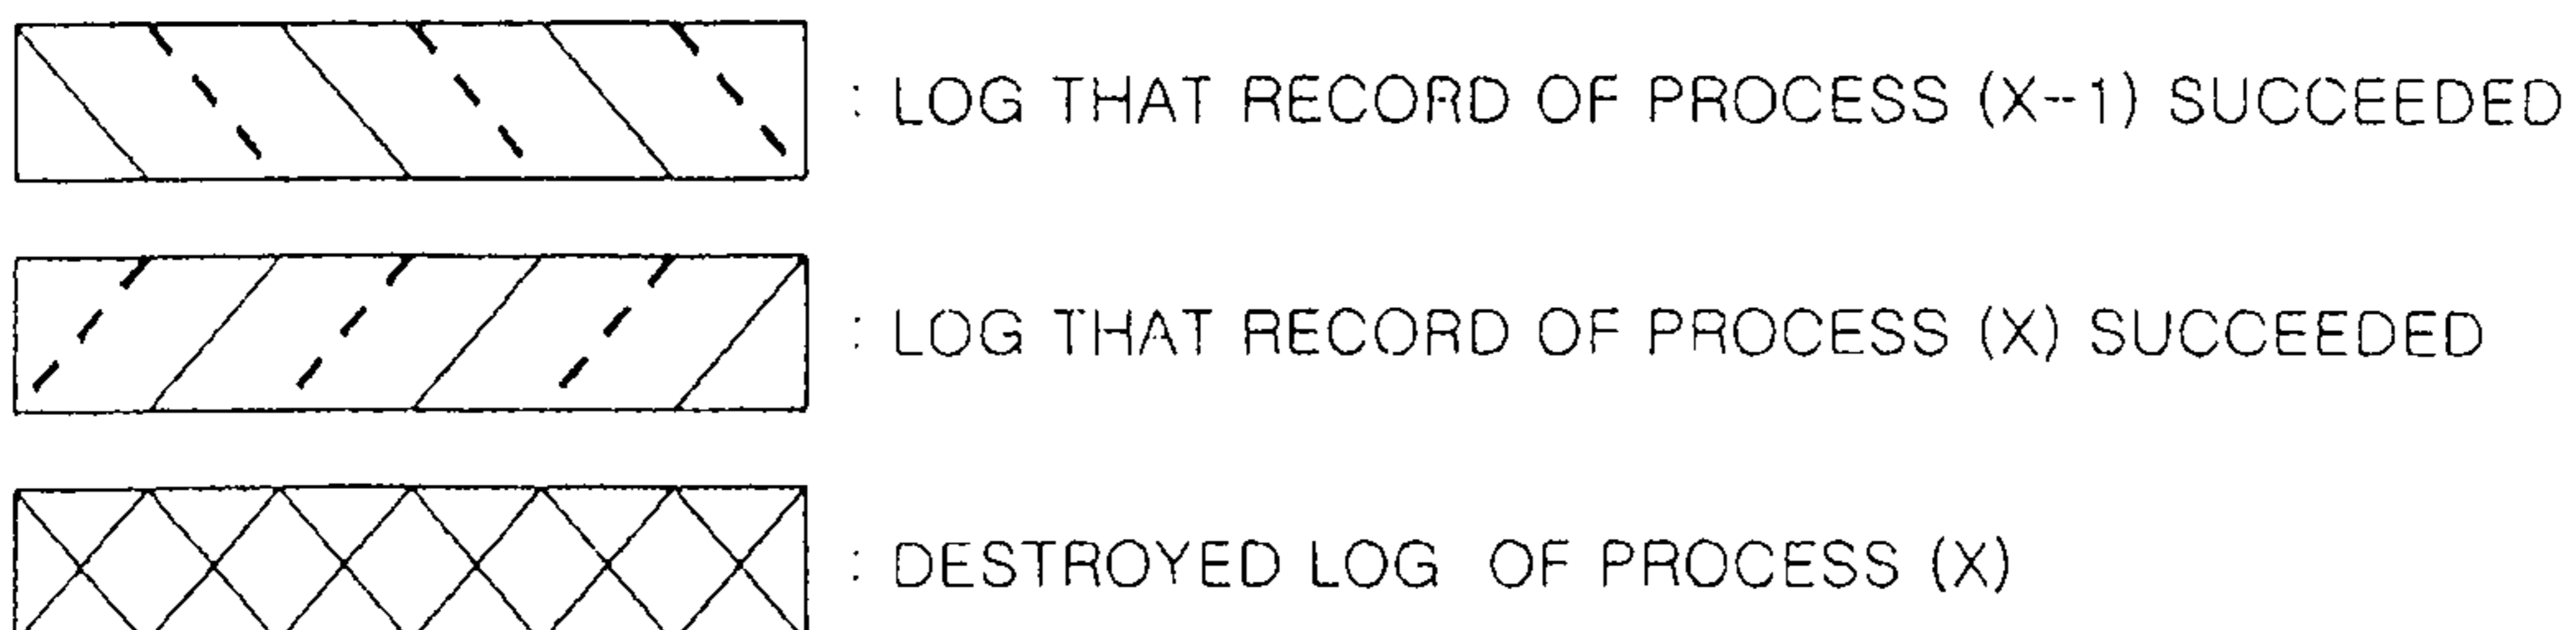 : LOG THAT RECORD OF PROCESS (X-1) SUCCEEDED
: LOG THAT RECORD OF PROCESS (X) SUCCEEDED
: DESTROYED LOG OF PROCESS (X)